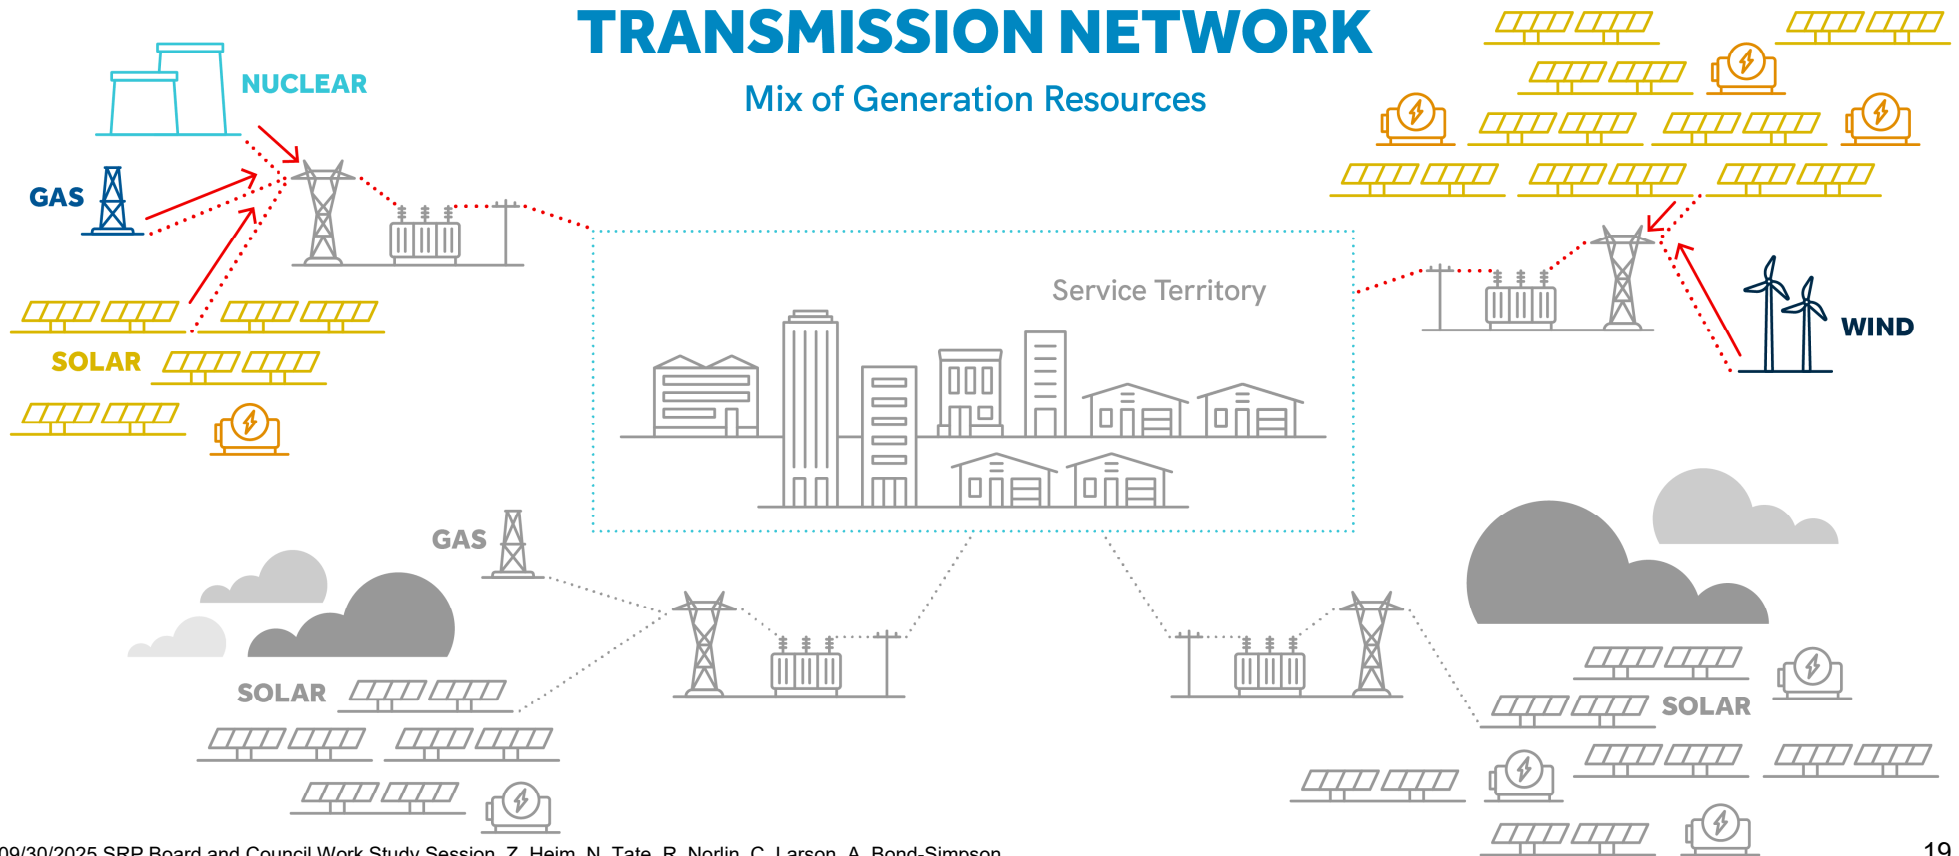 TRANSMISSION NETWORK
Mix of Generation Resources
NUCLEAR
GAS
SOLAR
Service Territory
WIND
GAS
SOLAR
SOLAR
09/30/2025 SRP Board and Council Work Study Session, Z. Heim, N. Tate, R. Norlin, C. Larson, A. Bond-Simpson
19